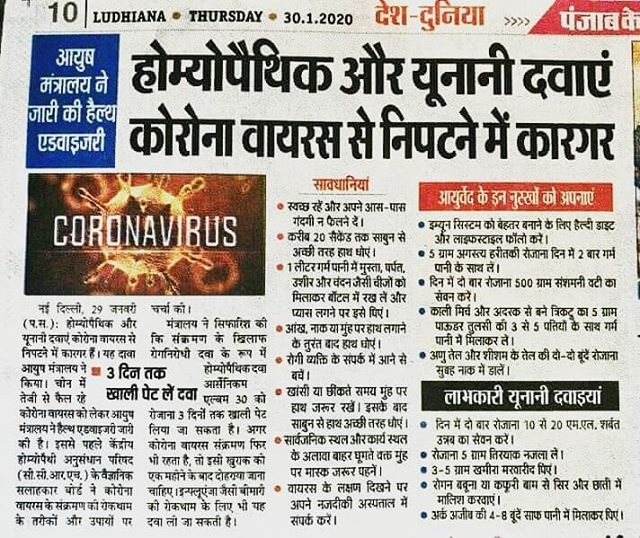 10 LUDHIANA • THURSDAY • 30.1.2020 देश-दुनिया >>>> पंजाब के
आयुष
मंत्रालय ने
जारी की हैल्थ
एडवाइजरी
होम्योपैथिक और यूनानी दवाएं
कोरोना वायरस से निपटने में कारगर
CORONAVIRUS
नई दिल्ली, 29 जनवरी
(प.स.): होम्योपैथिक और
यूनानी दवाएं कोरोना वायरस से
निपटने में कारगर हैं। यह दावा
आयुष मंत्रालय ने
किया। चीन में
तेजी से फैल रहे
कोरोना वायरस को लेकर आयुष
मंत्रालय ने हैल्थ एडवाइजरी जारी
की है। इससे पहले केंद्रीय
होम्योपैथी अनुसंधान परिषद
(सी.सी.आर.एच.) के वैज्ञानिक
सलाहकार बोर्ड ने कोरोना
वायरस के संक्रमण की रोकथाम
के तरीकों और उपायों पर
3 दिन तक
खाली पेट लें दवा
चर्चा की।
मंत्रालय ने सिफारिश की
कि संक्रमण के खिलाफ
रोगनिरोधी दवा के रूप में
होम्योपैथिक दवा
आर्सेनिकम
एल्बम 30 को
रोजाना 3 दिनों तक खाली पेट
लिया जा सकता है। अगर
कोरोना वायरस संक्रमण फिर
भी रहता है, तो इसी खुराक को
एक महीने के बाद दोहराया जाना
चाहिए। इन्फ्लूएंजा जैसी बीमारी
की रोकथाम के लिए भी यह
दवा ली जा सकती है।
सावधानियां
• स्वच्छ रहें और अपने आस-पास
गंदगी न फैलने दें।
• करीब 20 सैकेंड तक साबुन से
अच्छी तरह हाथ धोएं।
• 1 लीटर गर्म पानी में मुस्ता, पर्पत,
उशीर और चंदन जैसी चीजों को
मिलाकर बॉटल में रख लें और
प्यास लगने पर इसे पिएं।
• आंख, नाक या मुंह पर हाथ लगाने
के तुरंत बाद हाथ धोएं।
• रोगी व्यक्ति के संपर्क में आने से
बचें।
• खांसी या छींकते समय मुंह पर
हाथ जरूर रखें। इसके बाद
साबुन से हाथ अच्छी तरह धोएं।
• सार्वजनिक स्थल और कार्य स्थल
के अलावा बाहर घूमते वक्त मुंह
पर मास्क जरूर पहनें।
• वायरस के लक्षण दिखने पर
अपने नजदीकी अस्पताल में
संपर्क करें।
आयुर्वेद के इन नुस्खों को अपनाएं
• इम्यून सिस्टम को बेहतर बनाने के लिए हैल्दी डाइट
और लाइफस्टाइल फॉलो करें।
• 5 ग्राम अगस्त्य हरीतकी रोजाना दिन में 2 बार गर्म
पानी के साथ लें।
• दिन में दो बार रोजाना 500 ग्राम संशमनी वटी का
सेवन करें।
• काली मिर्च और अदरक से बने त्रिकटु का 5 ग्राम
पाऊडर तुलसी की 3 से 5 पत्तियों के साथ गर्म
पानी में मिलाकर लें।
• अणु तेल और शीशम के तेल की दो-दो बूंदें रोजाना
सुबह नाक में डालें।
लाभकारी यूनानी दवाइयां
• दिन में दो बार रोजाना 10 से 20 एम.एल. शर्बत
उन्नब का सेवन करें।
• रोजाना 5 ग्राम तिरयाक नजला लें।
• 3-5 ग्राम खमीरा मरवारीद पिएं।
• रोगन बबूना या कफूरी बाम से सिर और छाती में
मालिश करवाएं।
• अर्क अजीब की 4-8 बूंदें साफ पानी में मिलाकर पिएं।